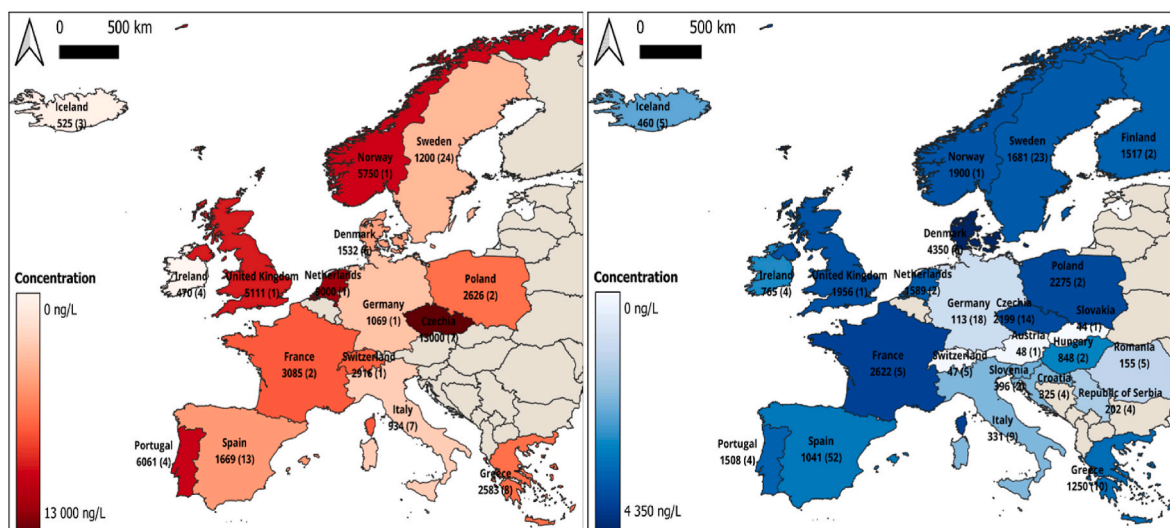 0 500 km
Iceland
525 (3)
Norway
5750 (1)
Sweden
1200 (24)
Denmark
1532 (6)
Ireland
470 (4)
United Kingdom
5111 (1)
Netherlands
9000 (1)
Poland
2626 (2)
Germany
1069 (1)
Czechia
13000 (7)
France
3085 (2)
Switzerland
2916 (1)
Italy
934 (7)
Portugal
6061 (4)
Spain
1669 (13)
Greece
2583 (8)
Concentration
0 ng/L
13 000 ng/L
0 500 km
Iceland
460 (5)
Norway
1900 (1)
Sweden
1681 (23)
Finland
1517 (2)
Denmark
4350
Ireland
765 (4)
United Kingdom
1956 (1)
Netherlands
1589 (2)
Poland
2275 (2)
Germany
113 (18)
Czechia
2199 (14)
Slovakia
44 (1)
Austria
48 (1)
Hungary
848 (2)
Romania
155 (5)
France
2622 (5)
Switzerland
47 (5)
Slovenia
396
Croatia
325 (4)
Republic of Serbia
202 (4)
Italy
331 (9)
Portugal
1508 (4)
Spain
1041 (52)
Greece
1250 (10)
Concentration
0 ng/L
4 350 ng/L